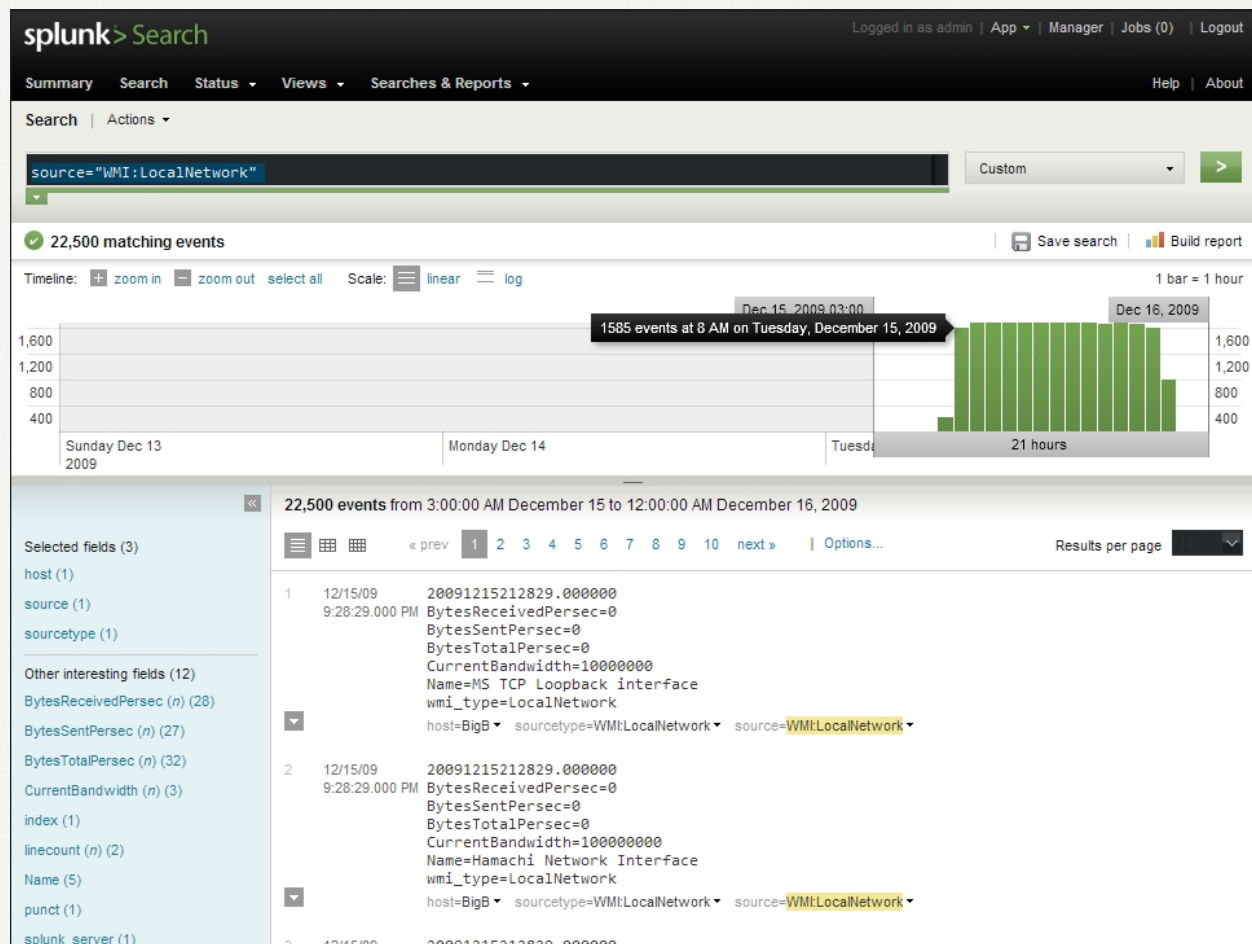 splunk> Search
Logged in as admin | App | Manager | Jobs (0) | Logout
Summary Search Status Views Searches & Reports Help | About
Search | Actions
source="WMI:LocalNetwork"
Custom
>
22,500 matching events
Save search | Build report
Timeline: zoom in zoom out select all Scale: linear log
1 bar = 1 hour
Dec 15, 2009 03:00
Dec 16, 2009
1585 events at 8 AM on Tuesday, December 15, 2009
1,600 1,600
1,200 1,200
800 800
400 400
Sunday Dec 13
2009
Monday Dec 14
Tuesda
21 hours
«
22,500 events from 3:00:00 AM December 15 to 12:00:00 AM December 16, 2009
« prev 1 2 3 4 5 6 7 8 9 10 next » | Options...
Results per page 10
Selected fields (3)
host (1)
source (1)
sourcetype (1)
Other interesting fields (12)
BytesReceivedPersec (n) (28)
BytesSentPersec (n) (27)
BytesTotalPersec (n) (32)
CurrentBandwidth (n) (3)
index (1)
linecount (n) (2)
Name (5)
punct (1)
splunk_server (1)
1 12/15/09 20091215212829.000000
9:28:29.000 PM BytesReceivedPersec=0
BytesSentPersec=0
BytesTotalPersec=0
CurrentBandwidth=10000000
Name=MS TCP Loopback interface
wmi_type=LocalNetwork
host=BigB sourcetype=WMI:LocalNetwork source=WMI:LocalNetwork
2 12/15/09 20091215212829.000000
9:28:29.000 PM BytesReceivedPersec=0
BytesSentPersec=0
BytesTotalPersec=0
CurrentBandwidth=100000000
Name=Hamachi Network Interface
wmi_type=LocalNetwork
host=BigB sourcetype=WMI:LocalNetwork source=WMI:LocalNetwork